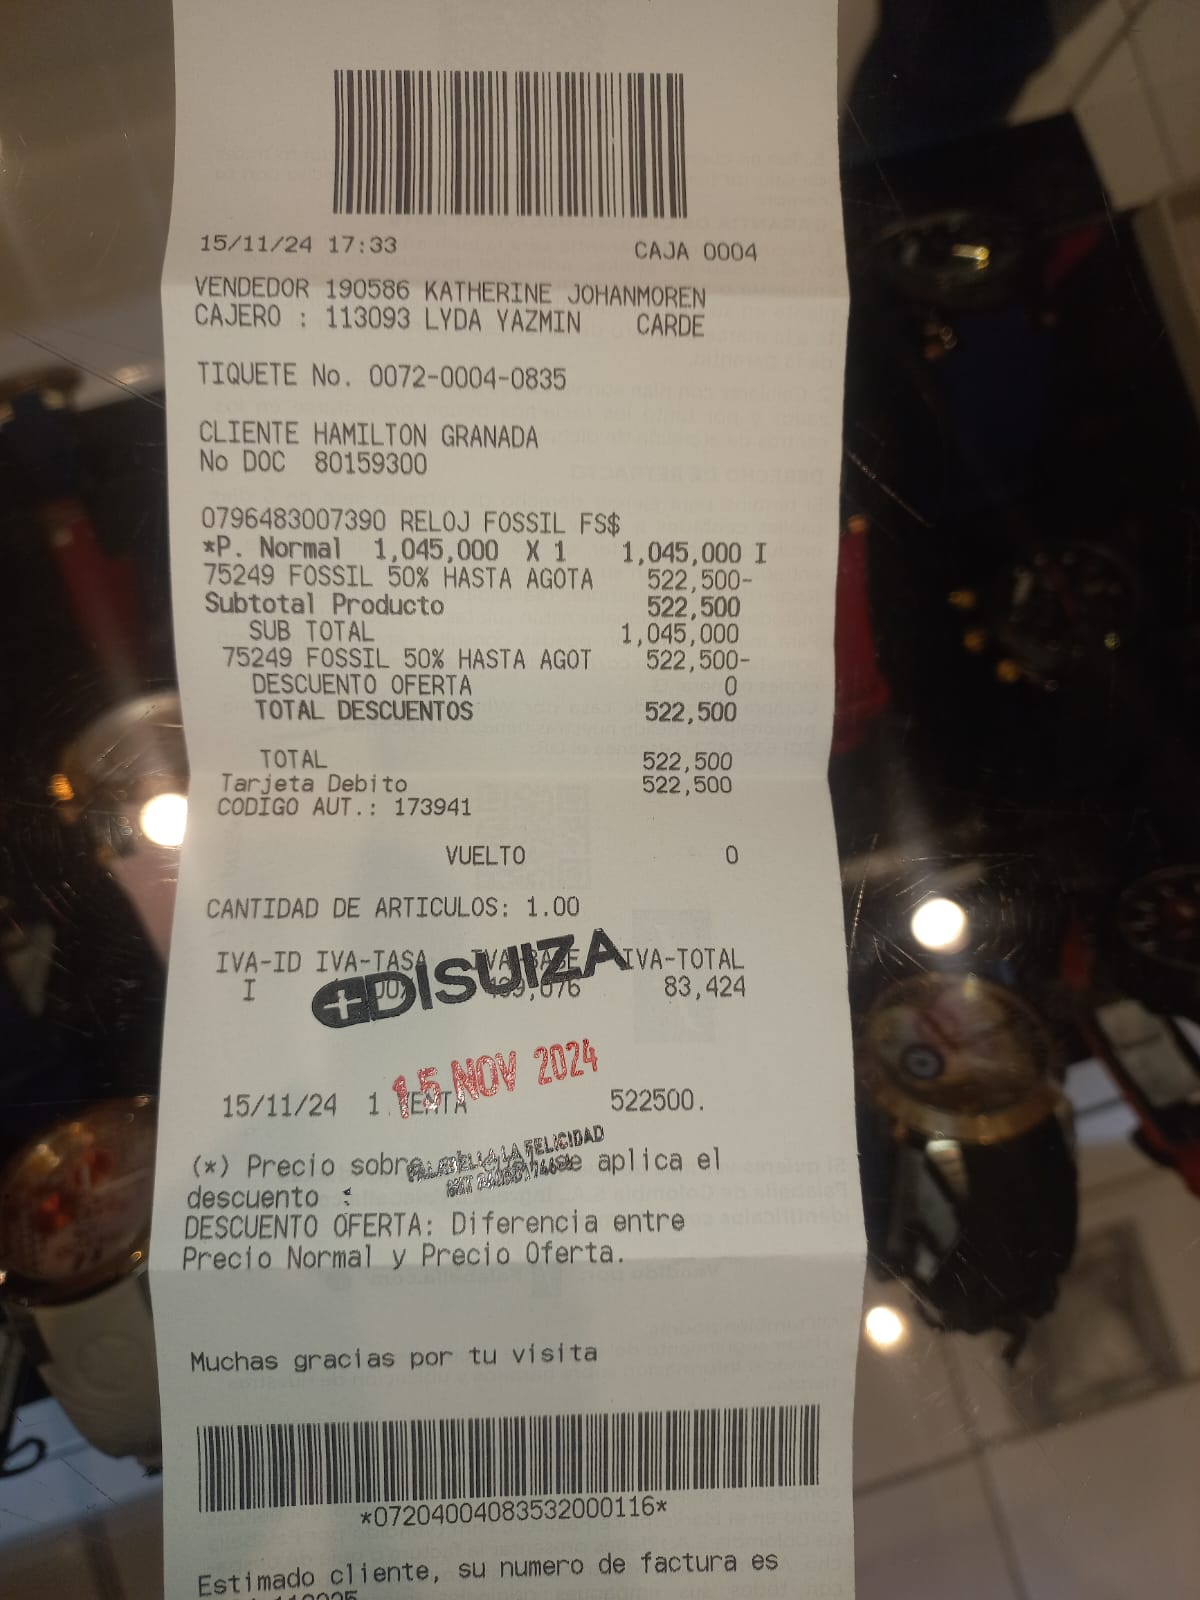 15/11/24 17:33 CAJA 0004
VENDEDOR 190586 KATHERINE JOHANMOREN
CAJERO : 113093 LYDA YAZMIN CARDE
TIQUETE No. 0072-0004-0835
CLIENTE HAMILTON GRANADA
No DOC 80159300
0796483007390 RELOJ FOSSIL FS$
*P. Normal 1,045,000 X 1 1,045,000 I
75249 FOSSIL 50% HASTA AGOTA 522,500-
Subtotal Producto 522,500
SUB TOTAL 1,045,000
75249 FOSSIL 50% HASTA AGOT 522,500-
DESCUENTO OFERTA 0
TOTAL DESCUENTOS 522,500
TOTAL 522,500
Tarjeta Debito 522,500
CODIGO AUT.: 173941
VUELTO 0
CANTIDAD DE ARTICULOS: 1.00
IVA-ID IVA-TASA IVA-BASE IVA-TOTAL
I 83,424
DISUIZA
15 NOV 2024
15/11/24 1 VENTA 522500.
LA FELICIDAD
(*) Precio sobre aplica el
descuento :
DESCUENTO OFERTA: Diferencia entre
Precio Normal y Precio Oferta.
Muchas gracias por tu visita
*07204004083532000116*
Estimado cliente, su numero de factura es